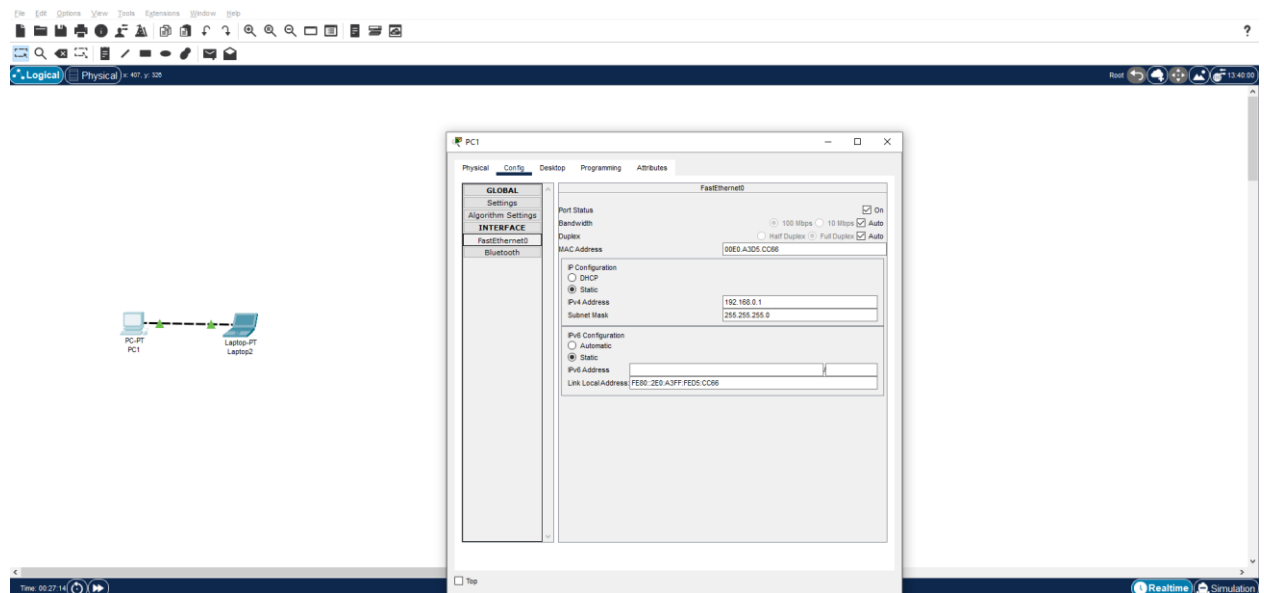 File Edit Options View Tools Extensions Window Help
?
Logical Physical x: 407, y: 328 Root 13:40:00
PC1
Physical Config Desktop Programming Attributes
GLOBAL
Settings
Algorithm Settings
INTERFACE
FastEthernet0
Bluetooth
FastEthernet0
Port Status On
Bandwidth 100 Mbps 10 Mbps Auto
Duplex Half Duplex Full Duplex Auto
MAC Address 00E0.A3D5.CC66
IP Configuration
DHCP
Static
IPv4 Address 192.168.0.1
Subnet Mask 255.255.255.0
IPv6 Configuration
Automatic
Static
IPv6 Address /
Link Local Address: FE80::2E0:A3FF:FED5:CC66
PC-PT
PC1
Laptop-PT
Laptop2
Top
Time: 00:27:14 Realtime Simulation